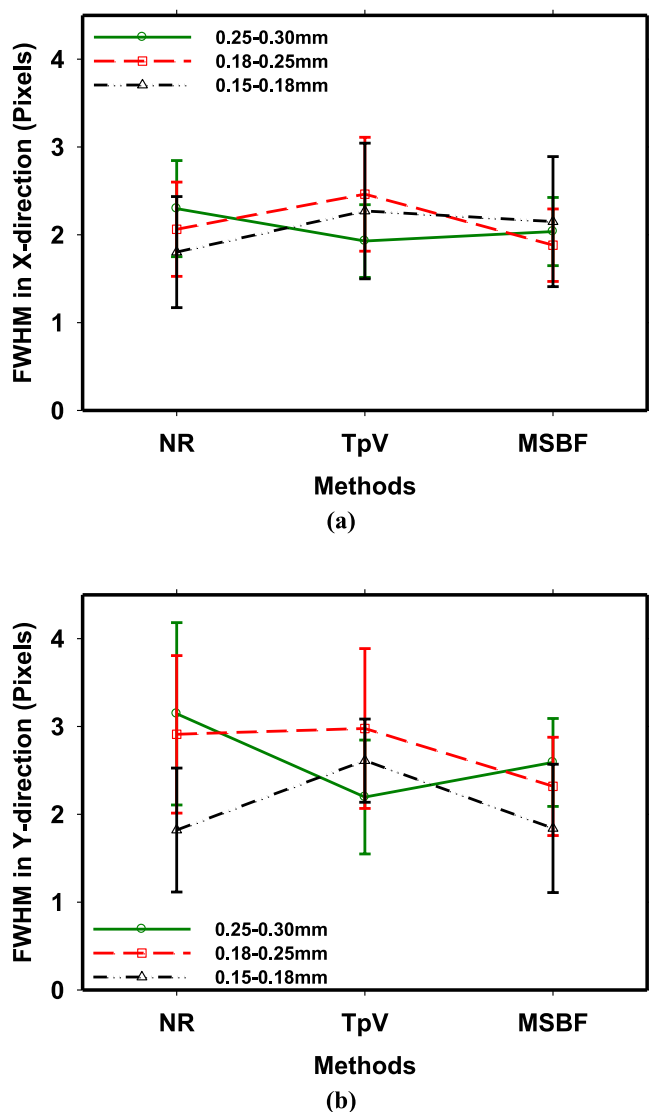 4
3
2
1
0
FWHM in X-direction (Pixels)
0.25-0.30mm
0.18-0.25mm
0.15-0.18mm
NR TpV MSBF
Methods
(a)
4
3
2
1
0
FWHM in Y-direction (Pixels)
0.25-0.30mm
0.18-0.25mm
0.15-0.18mm
NR TpV MSBF
Methods
(b)